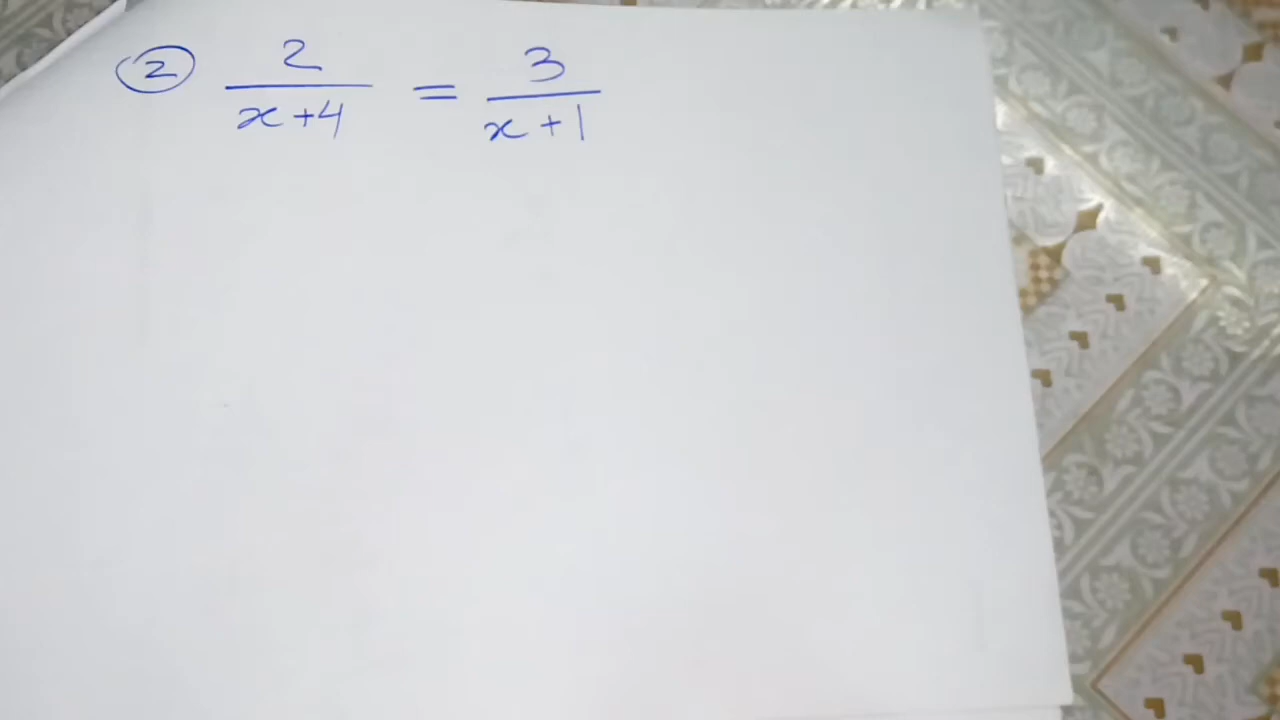 ② 2/(x+4) = 3/(x+1)